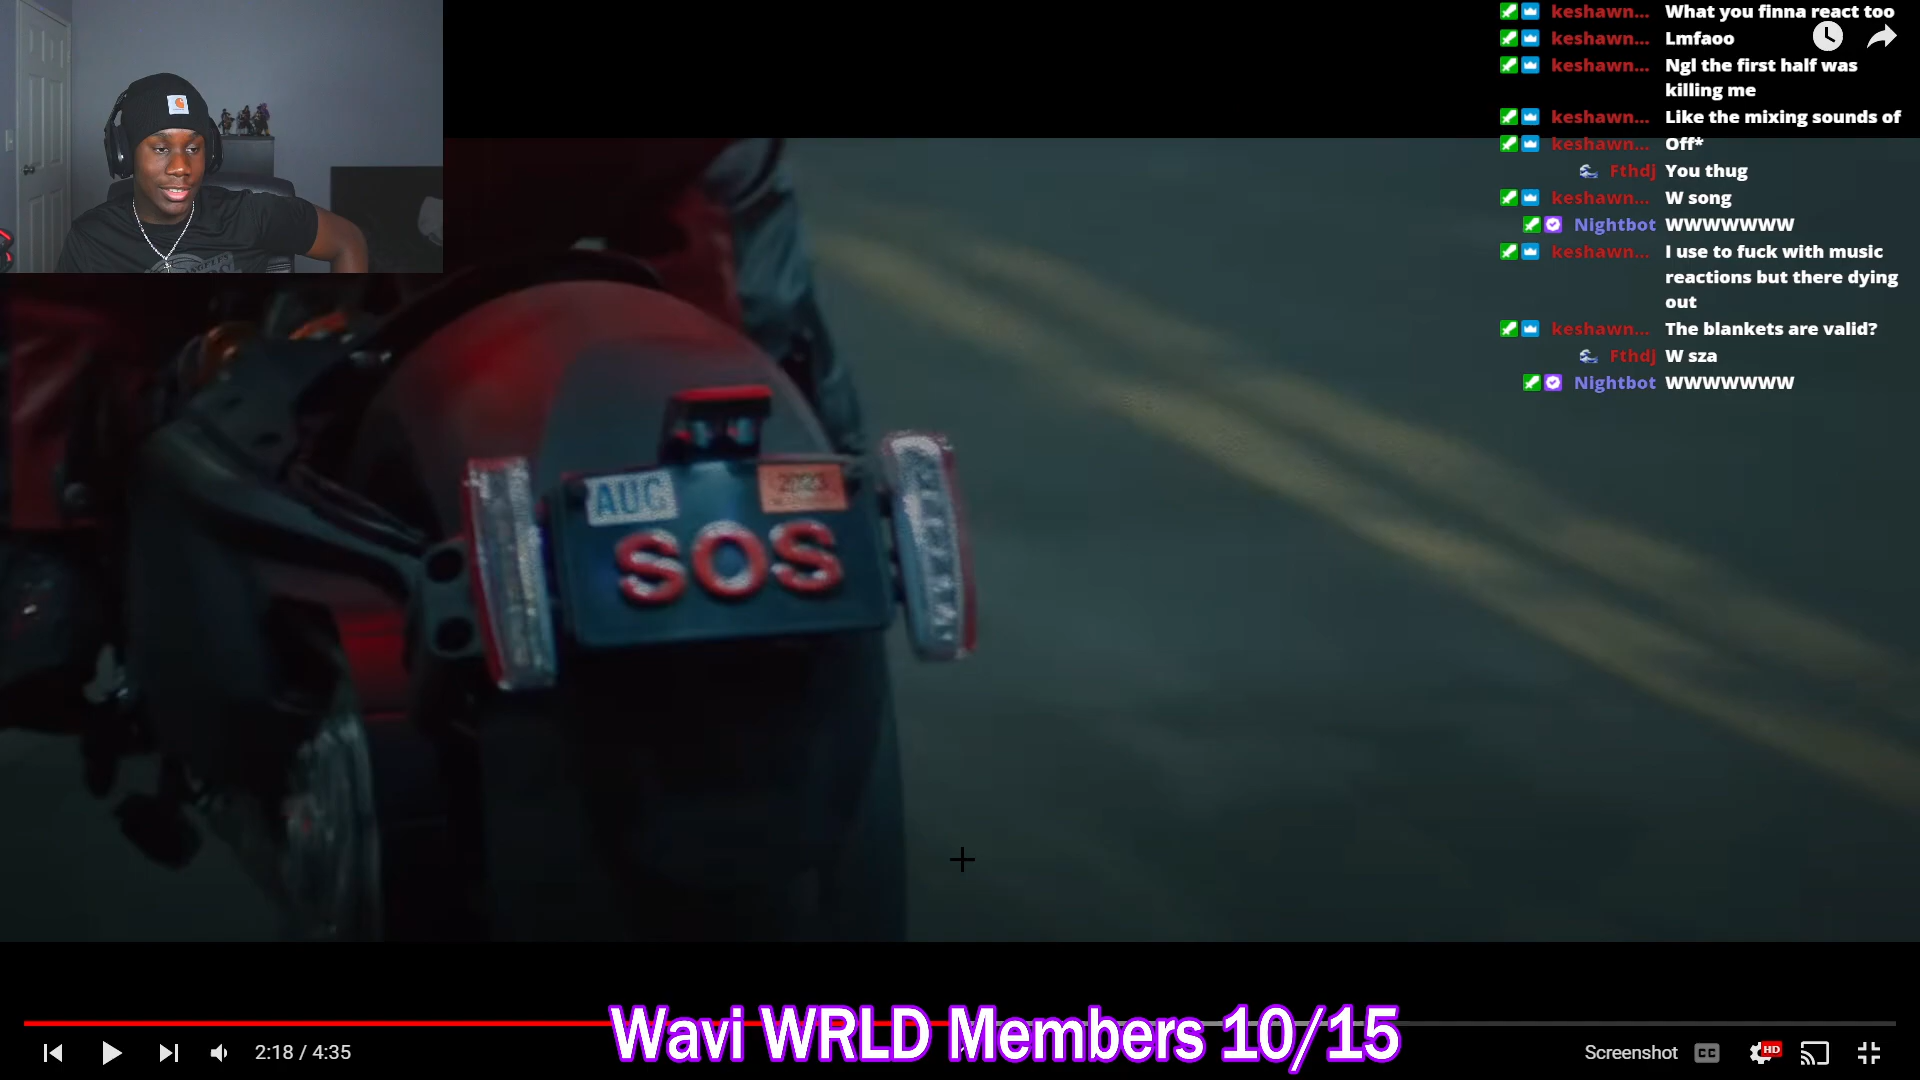 keshawn... What you finna react too
keshawn... Lmfaoo
keshawn... Ngl the first half was
killing me
keshawn... Like the mixing sounds of
keshawn... Off*
Fthdj You thug
keshawn... W song
Nightbot WWWWWWW
keshawn... I use to fuck with music
reactions but there dying
out
keshawn... The blankets are valid?
Fthdj W sza
Nightbot WWWWWWW
AUG 2023
SOS
Wavi WRLD Members 10/15
2:18 / 4:35
Screenshot CC HD